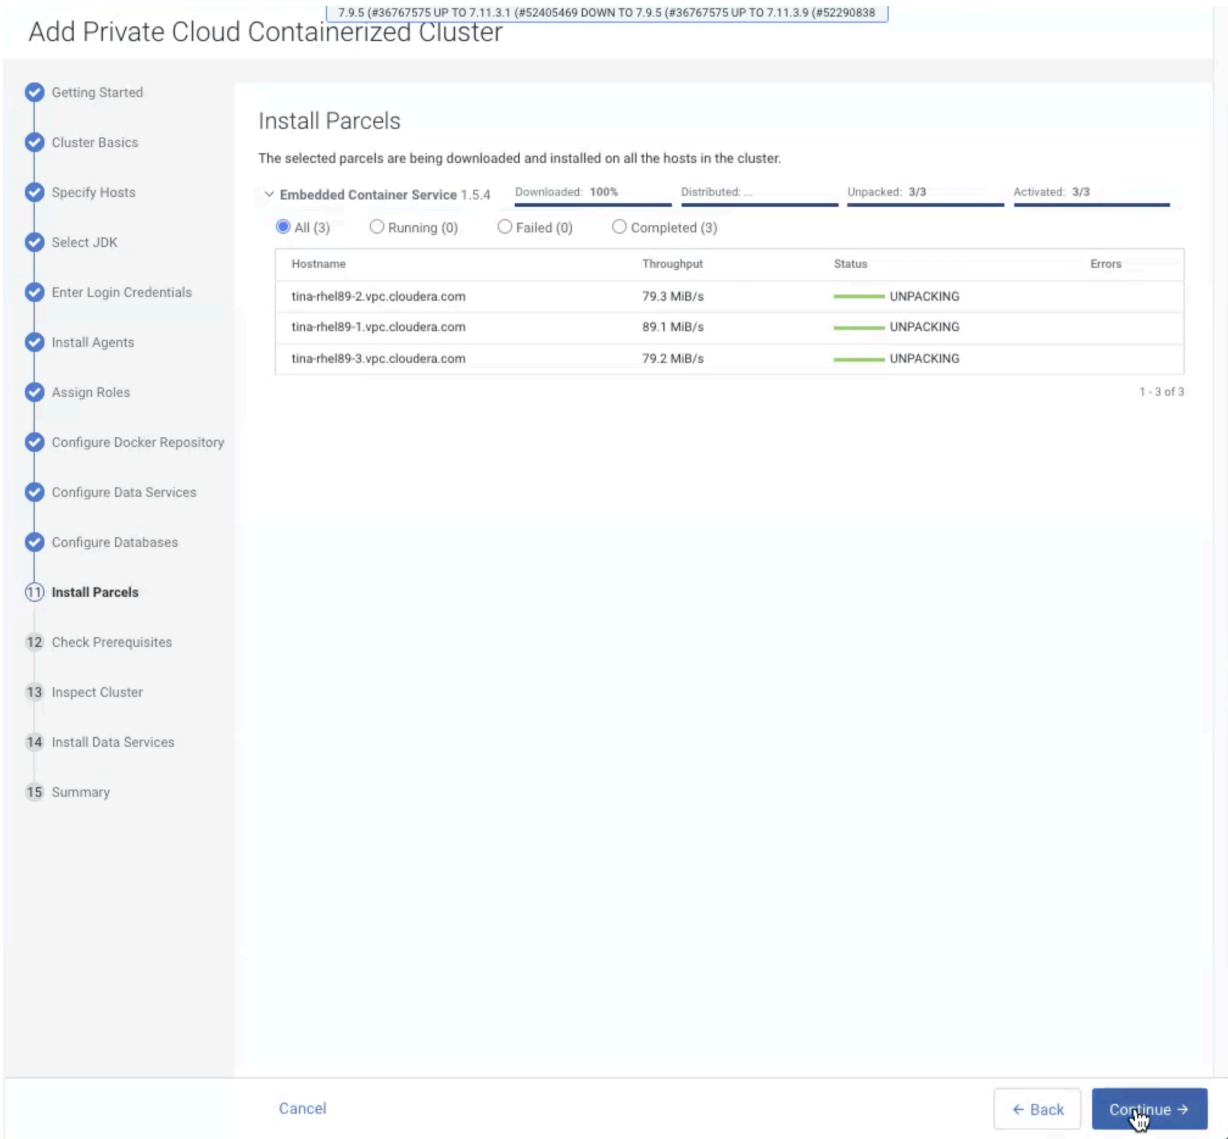 7.9.5 (#36767575 UP TO 7.11.3.1 (#52405469 DOWN TO 7.9.5 (#36767575 UP TO 7.11.3.9 (#52290838
Add Private Cloud Containerized Cluster
Getting Started
Cluster Basics
Specify Hosts
Select JDK
Enter Login Credentials
Install Agents
Assign Roles
Configure Docker Repository
Configure Data Services
Configure Databases
11 Install Parcels
12 Check Prerequisites
13 Inspect Cluster
14 Install Data Services
15 Summary
Install Parcels
The selected parcels are being downloaded and installed on all the hosts in the cluster.
Embedded Container Service 1.5.4 Downloaded: 100% Distributed: ... Unpacked: 3/3 Activated: 3/3
All (3) Running (0) Failed (0) Completed (3)
Hostname Throughput Status Errors
tina-rhel89-2.vpc.cloudera.com 79.3 MiB/s UNPACKING
tina-rhel89-1.vpc.cloudera.com 89.1 MiB/s UNPACKING
tina-rhel89-3.vpc.cloudera.com 79.2 MiB/s UNPACKING
1 - 3 of 3
Cancel ← Back Continue →